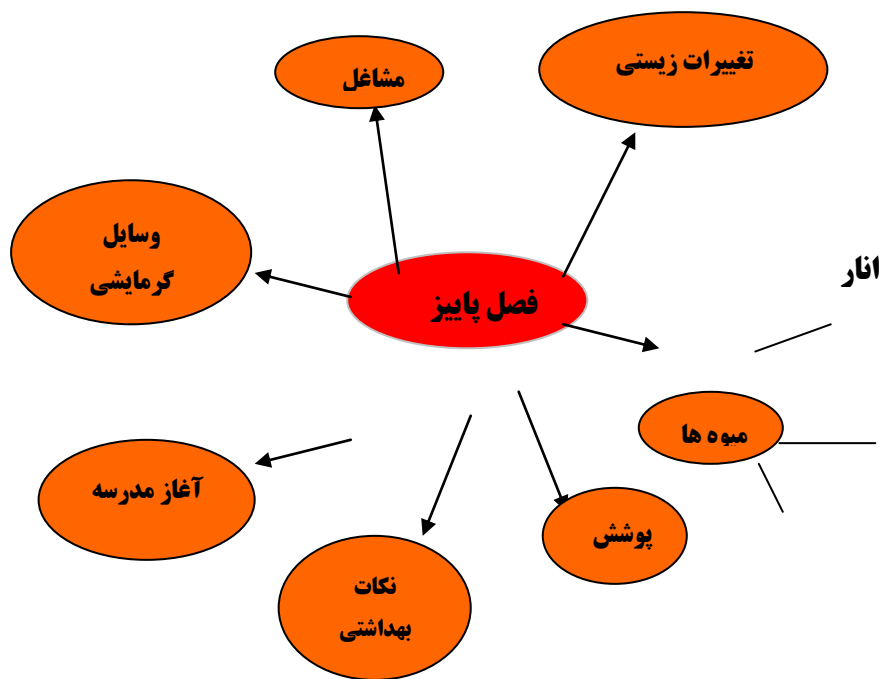 تغییرات زیستی
مشاغل
وسایل
گرمایشی
انار
فصل پاییز
میوه ها
آغاز مدرسه
پوشش
نکات
بهداشتی